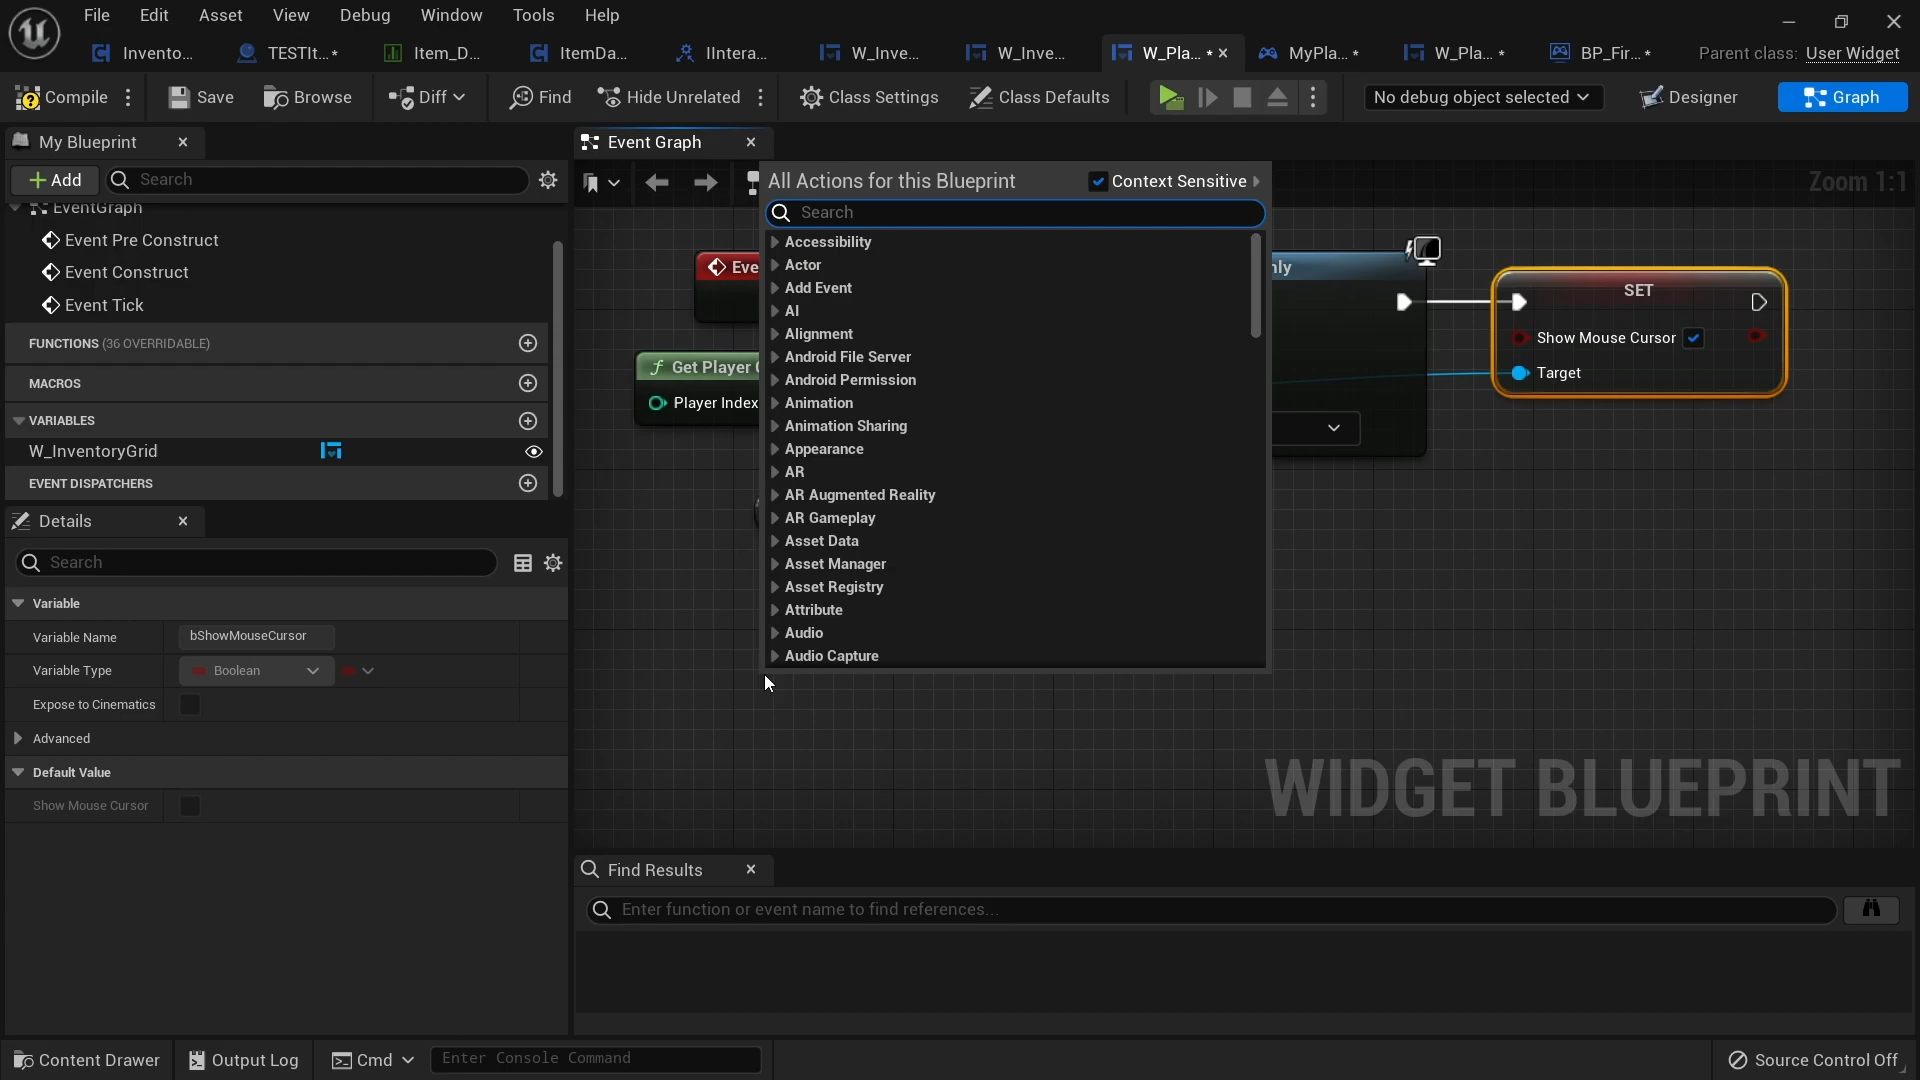 File Edit Asset View Debug Window Tools Help
Invento... TESTIt...* Item_D... ItemDa... IIntera... W_Inve... W_Inve... W_Pla...* MyPla...* W_Pla...* BP_Fir...* Parent class: User Widget
Compile Save Browse Diff Find Hide Unrelated Class Settings Class Defaults No debug object selected Designer Graph
My Blueprint
Event Graph
+ Add Search
All Actions for this Blueprint Context Sensitive
Zoom 1:1
Search
EventGraph
Event Pre Construct
Event Construct
Event Tick
FUNCTIONS (36 OVERRIDABLE)
MACROS
VARIABLES
W_InventoryGrid
EVENT DISPATCHERS
Accessibility
Actor
Add Event
AI
Alignment
Android File Server
Android Permission
Animation
Animation Sharing
Appearance
AR
AR Augmented Reality
AR Gameplay
Asset Data
Asset Manager
Asset Registry
Attribute
Audio
Audio Capture
Eve
f Get Player
Player Index
nly
SET
Show Mouse Cursor
Target
Details
Search
Variable
Variable Name bShowMouseCursor
Variable Type Boolean
Expose to Cinematics
Advanced
Default Value
Show Mouse Cursor
WIDGET BLUEPRINT
Find Results
Enter function or event name to find references...
Content Drawer Output Log Cmd Enter Console Command Source Control Off